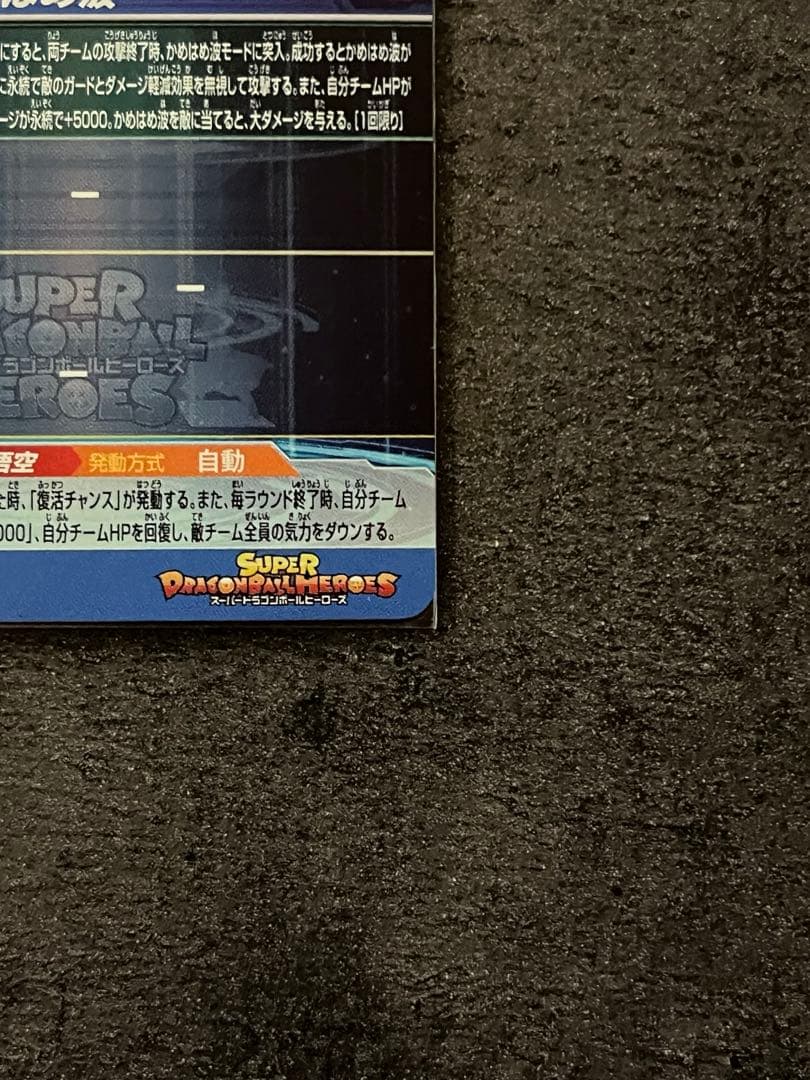 はめ波
にすると、両チームの攻撃終了時、かめはめ波モードに突入。成功するとかめはめ波が
に永続で敵のガードとダメージ軽減効果を無視して攻撃する。また、自分チームHPが
ージが永続で+5000。かめはめ波を敵に当てると、大ダメージを与える。[1回限り]
SUPER
DRAGONBALL
ドラゴンボールヒーローズ
HEROES
悟空 発動方式 自動
た時、「復活チャンス」が発動する。また、毎ラウンド終了時、自分チーム
000」、自分チームHPを回復し、敵チーム全員の気力をダウンする。
SUPER
DRAGONBALL HEROES
スーパードラゴンボールヒーローズ